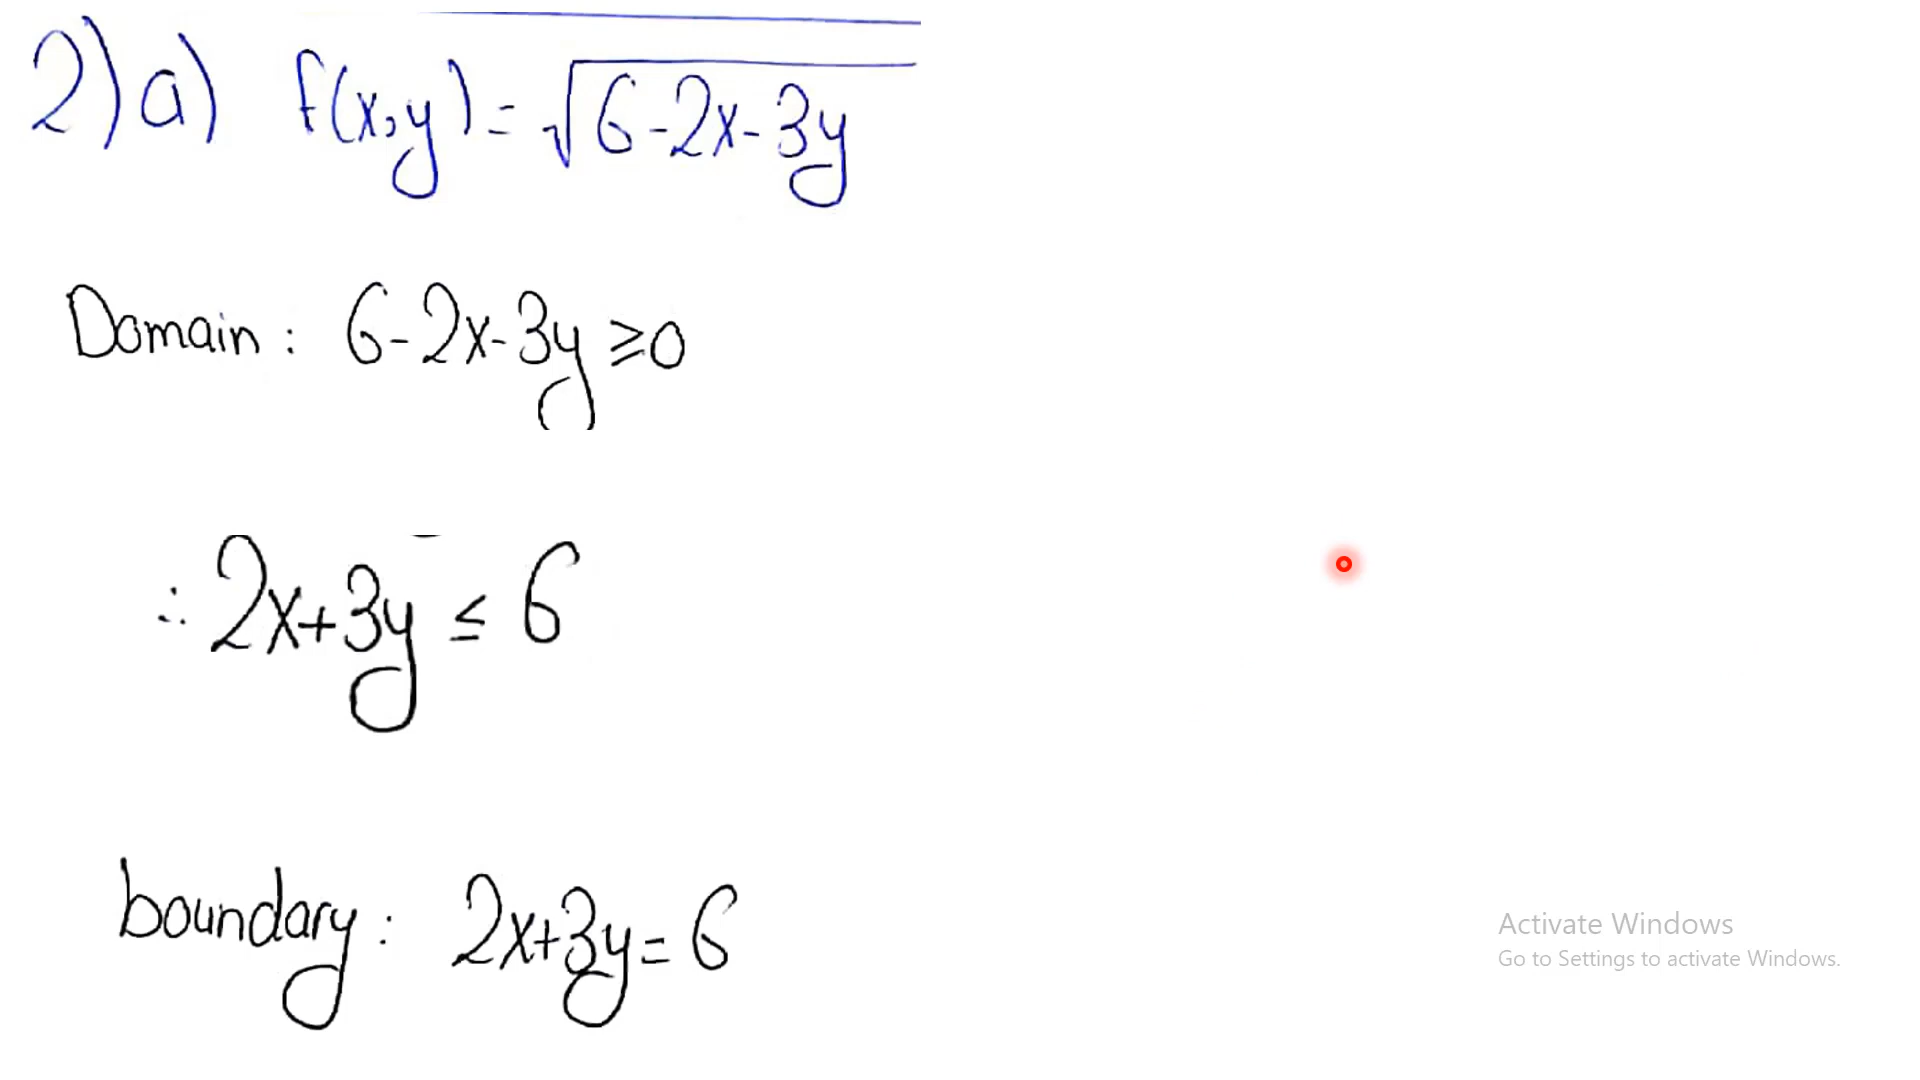 2) a) f(x,y) = √6-2x-3y
Domain : 6-2x-3y ≥0
∴ 2x+3y ≤ 6
boundary : 2x+3y = 6
Activate Windows
Go to Settings to activate Windows.